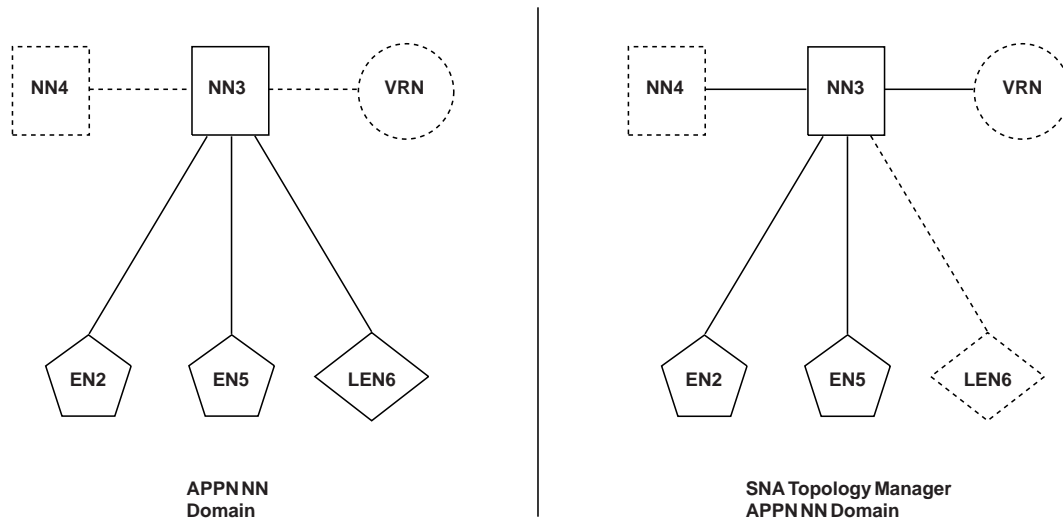 NN4 NN3 VRN
EN2 EN5 LEN6
APPN NN
Domain
NN4 NN3 VRN
EN2 EN5 LEN6
SNA Topology Manager
APPN NN Domain